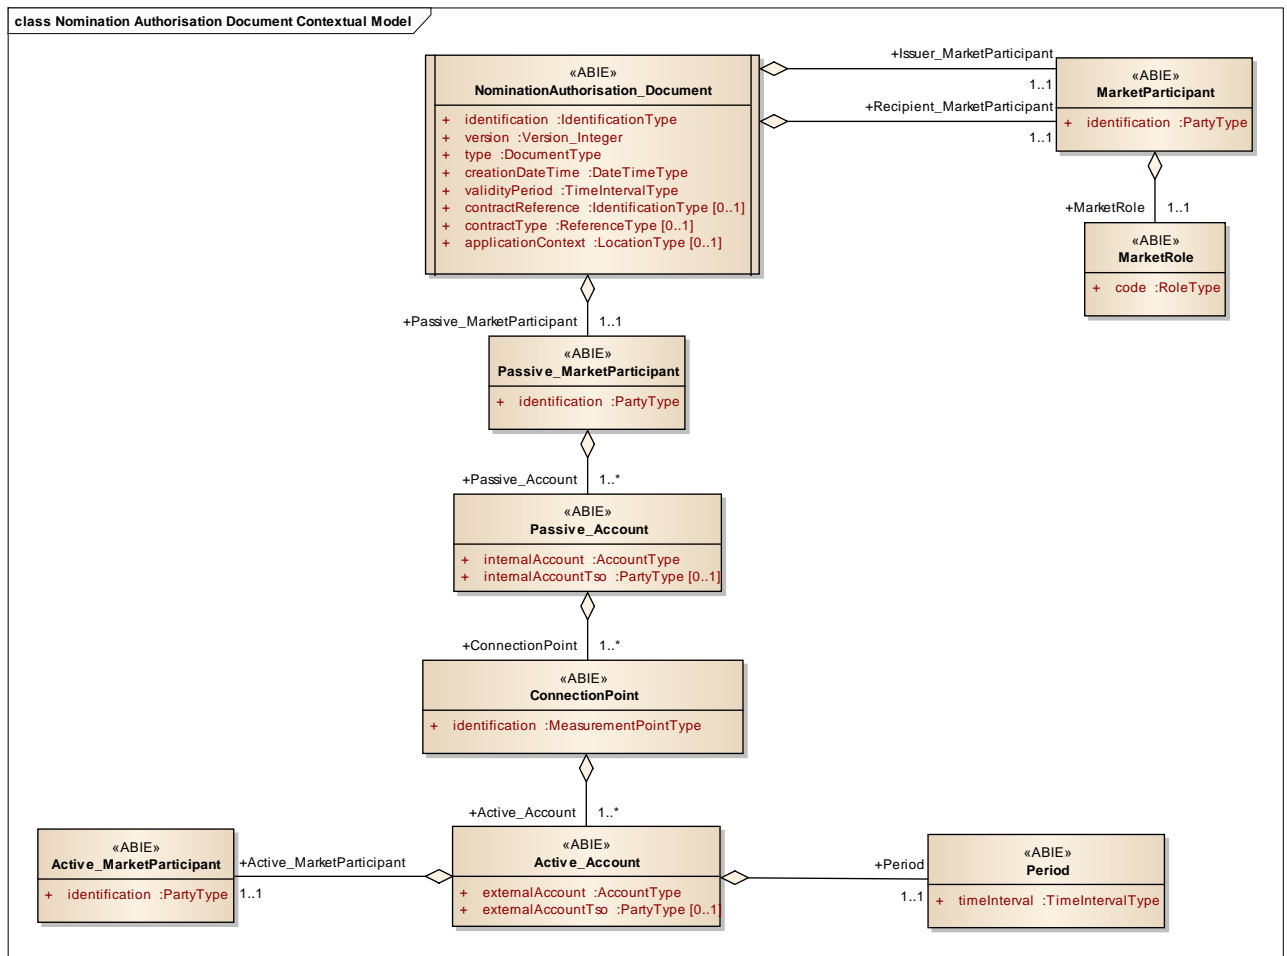 class Nomination Authorisation Document Contextual Model
«ABIE»
NominationAuthorisation_Document
+ identification :IdentificationType
+ version :Version_Integer
+ type :DocumentType
+ creationDateTime :DateTimeType
+ validityPeriod :TimeIntervalType
+ contractReference :IdentificationType [0..1]
+ contractType :ReferenceType [0..1]
+ applicationContext :LocationType [0..1]
+Issuer_MarketParticipant
1..1
+Recipient_MarketParticipant
1..1
«ABIE»
MarketParticipant
+ identification :PartyType
+MarketRole 1..1
«ABIE»
MarketRole
+ code :RoleType
+Passive_MarketParticipant 1..1
«ABIE»
Passive_MarketParticipant
+ identification :PartyType
+Passive_Account 1..*
«ABIE»
Passive_Account
+ internalAccount :AccountType
+ internalAccountTso :PartyType [0..1]
+ConnectionPoint 1..*
«ABIE»
ConnectionPoint
+ identification :MeasurementPointType
+Active_Account 1..*
«ABIE»
Active_MarketParticipant
+ identification :PartyType
+Active_MarketParticipant
1..1
«ABIE»
Active_Account
+ externalAccount :AccountType
+ externalAccountTso :PartyType [0..1]
+Period
1..1
«ABIE»
Period
+ timeInterval :TimeIntervalType